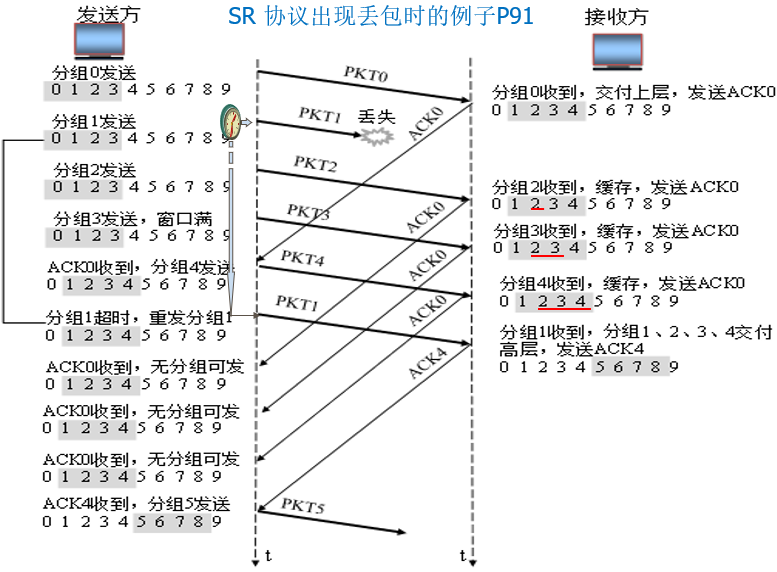 SR 协议出现丢包时的例子P91
发送方
分组0发送
0 1 2 3 4 5 6 7 8 9
分组1发送
0 1 2 3 4 5 6 7 8 9
分组2发送
0 1 2 3 4 5 6 7 8 9
分组3发送，窗口满
0 1 2 3 4 5 6 7 8 9
ACK0收到，分组4发送
0 1 2 3 4 5 6 7 8 9
分组1超时，重发分组1
0 1 2 3 4 5 6 7 8 9
ACK0收到，无分组可发
0 1 2 3 4 5 6 7 8 9
ACK0收到，无分组可发
0 1 2 3 4 5 6 7 8 9
ACK0收到，无分组可发
0 1 2 3 4 5 6 7 8 9
ACK4收到，分组5发送
0 1 2 3 4 5 6 7 8 9
PKT0
PKT1
丢失
ACK0
PKT2
PKT3
ACK0
PKT4
ACK0
PKT1
ACK0
ACK4
PKT5
t
t
接收方
分组0收到，交付上层，发送ACK0
0 1 2 3 4 5 6 7 8 9
分组2收到，缓存，发送ACK0
0 1 2 3 4 5 6 7 8 9
分组3收到，缓存，发送ACK0
0 1 2 3 4 5 6 7 8 9
分组4收到，缓存，发送ACK0
0 1 2 3 4 5 6 7 8 9
分组1收到，分组1、2、3、4交付
高层，发送ACK4
0 1 2 3 4 5 6 7 8 9